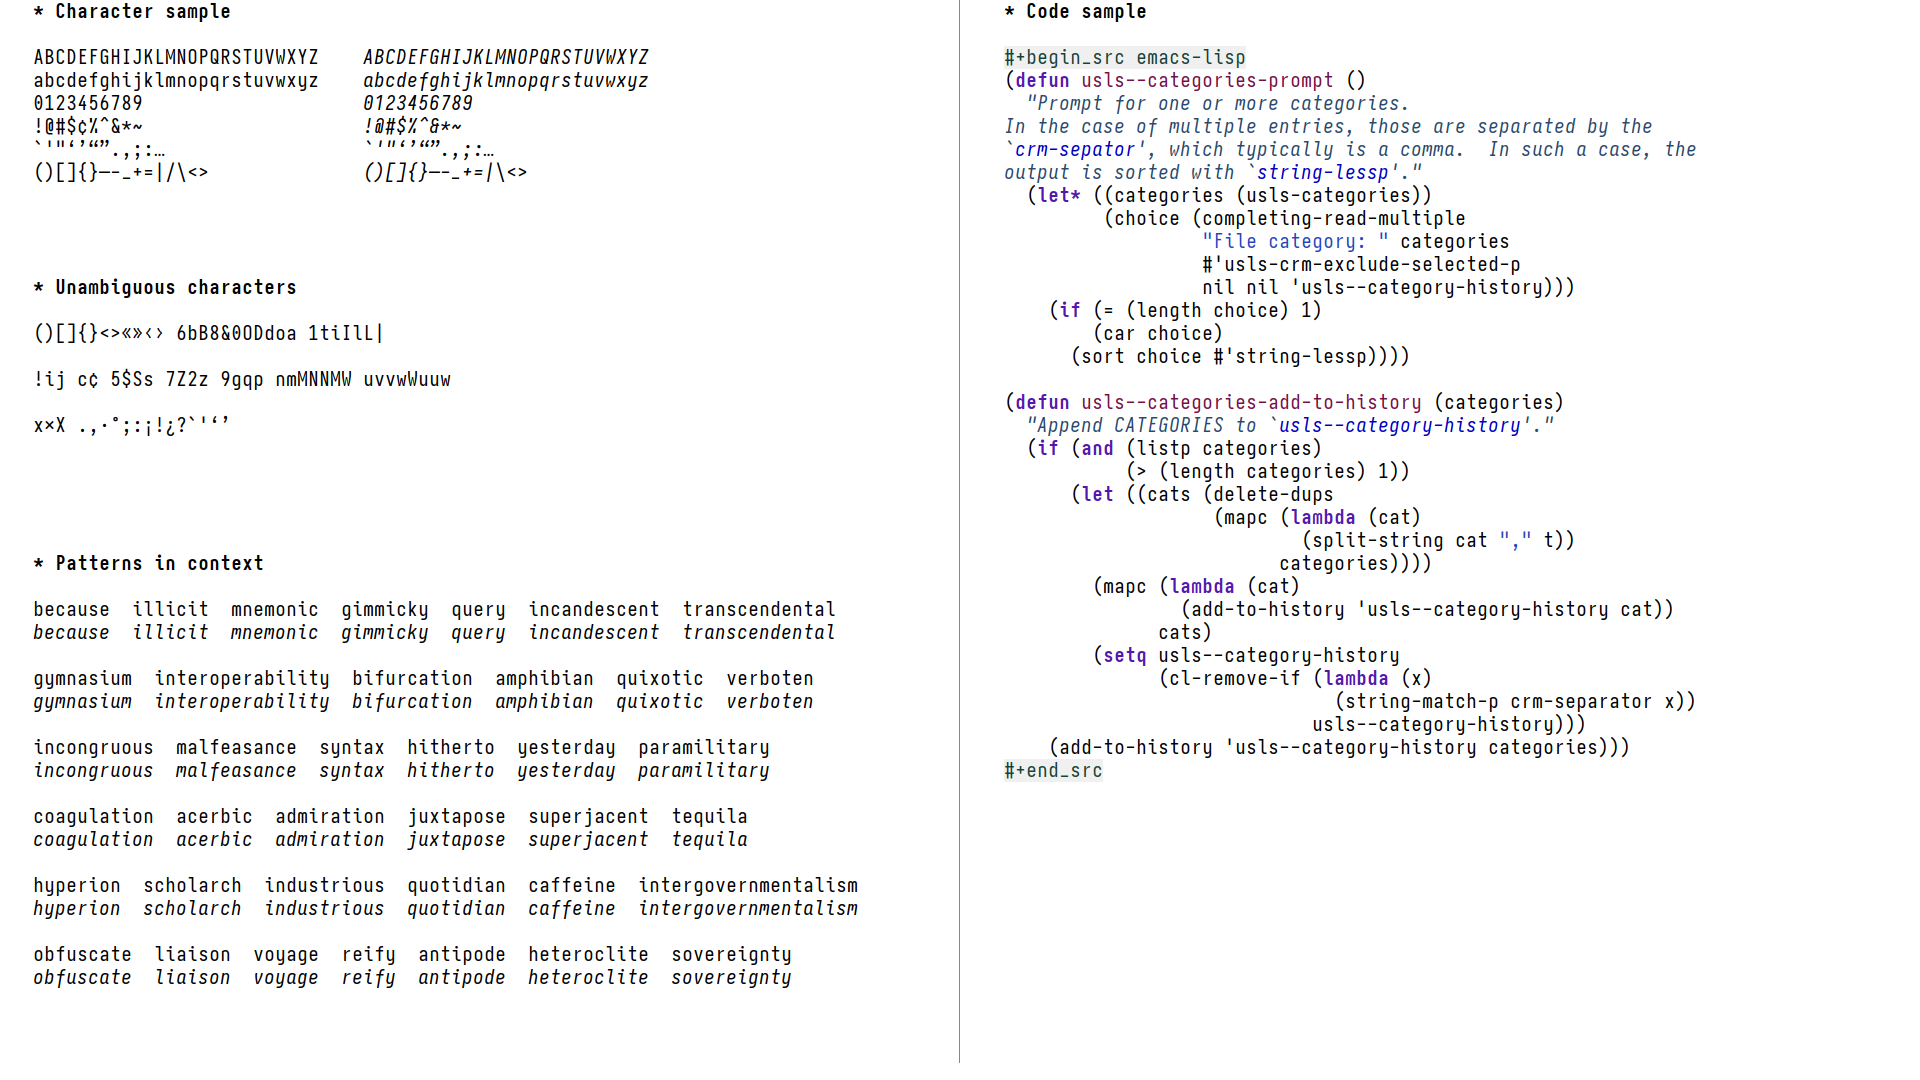 * Character sample

ABCDEFGHIJKLMNOPQRSTUVWXYZ    ABCDEFGHIJKLMNOPQRSTUVWXYZ
abcdefghijklmnopqrstuvwxyz    abcdefghijklmnopqrstuvwxyz
0123456789                    0123456789
!@#$¢%^&*~                    !@#$%^&*~
`'"‘’“”.,;:…                  `'"‘’“”.,;:…
()[]{}—-_+=|/\<>              ()[]{}—-_+=|\<>

* Unambiguous characters

()[]{}<>«»‹› 6bB8&0ODdoa 1tiIlL|

!ij c¢ 5$Ss 7Z2z 9gqp nmMNNMW uvvwWuuw

x×X .,·°;:¡!¿?`'‘’

* Patterns in context

because  illicit  mnemonic  gimmicky  query  incandescent  transcendental
because  illicit  mnemonic  gimmicky  query  incandescent  transcendental

gymnasium  interoperability  bifurcation  amphibian  quixotic  verboten
gymnasium  interoperability  bifurcation  amphibian  quixotic  verboten

incongruous  malfeasance  syntax  hitherto  yesterday  paramilitary
incongruous  malfeasance  syntax  hitherto  yesterday  paramilitary

coagulation  acerbic  admiration  juxtapose  superjacent  tequila
coagulation  acerbic  admiration  juxtapose  superjacent  tequila

hyperion  scholarch  industrious  quotidian  caffeine  intergovernmentalism
hyperion  scholarch  industrious  quotidian  caffeine  intergovernmentalism

obfuscate  liaison  voyage  reify  antipode  heteroclite  sovereignty
obfuscate  liaison  voyage  reify  antipode  heteroclite  sovereignty

* Code sample

#+begin_src emacs-lisp
(defun usls--categories-prompt ()
  "Prompt for one or more categories.
In the case of multiple entries, those are separated by the
`crm-sepator', which typically is a comma.  In such a case, the
output is sorted with `string-lessp'."
  (let* ((categories (usls-categories))
         (choice (completing-read-multiple
                  "File category: " categories
                  #'usls-crm-exclude-selected-p
                  nil nil 'usls--category-history)))
    (if (= (length choice) 1)
        (car choice)
      (sort choice #'string-lessp))))

(defun usls--categories-add-to-history (categories)
  "Append CATEGORIES to `usls--category-history'."
  (if (and (listp categories)
           (> (length categories) 1))
      (let ((cats (delete-dups
                   (mapc (lambda (cat)
                           (split-string cat "," t))
                         categories))))
        (mapc (lambda (cat)
                (add-to-history 'usls--category-history cat))
              cats)
        (setq usls--category-history
              (cl-remove-if (lambda (x)
                              (string-match-p crm-separator x))
                            usls--category-history)))
    (add-to-history 'usls--category-history categories)))
#+end_src